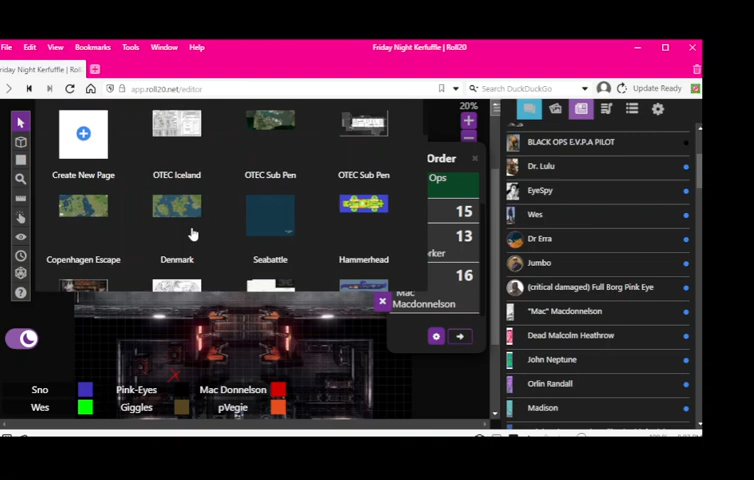 File Edit View Bookmarks Tools Window Help
Friday Night Kerfuffle | Roll20
Friday Night Kerfuffle | Roll
app.roll20.net/editor
Search DuckDuckGo
Update Ready
20%
Create New Page
OTEC Iceland
OTEC Sub Pen
OTEC Sub Pen
Copenhagen Escape
Denmark
Seabattle
Hammerhead
Order
Ops
15
13
rker
16
"Mac"
Macdonnelson
BLACK OPS E.V.P.A PILOT
Dr. Lulu
EyeSpy
Wes
Dr Erra
Jumbo
(critical damaged) Full Borg Pink Eye
"Mac" Macdonnelson
Dead Malcolm Heathrow
John Neptune
Orlin Randall
Madison
Sno
Pink-Eyes
Mac Donnelson
Wes
Giggles
pVegie